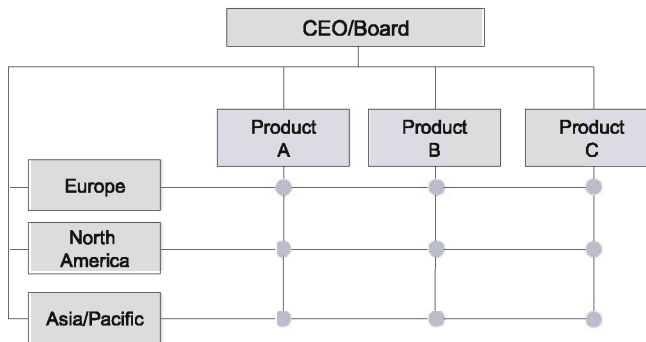 CEO/Board
Product
A
Product
B
Product
C
Europe
North
America
Asia/Pacific